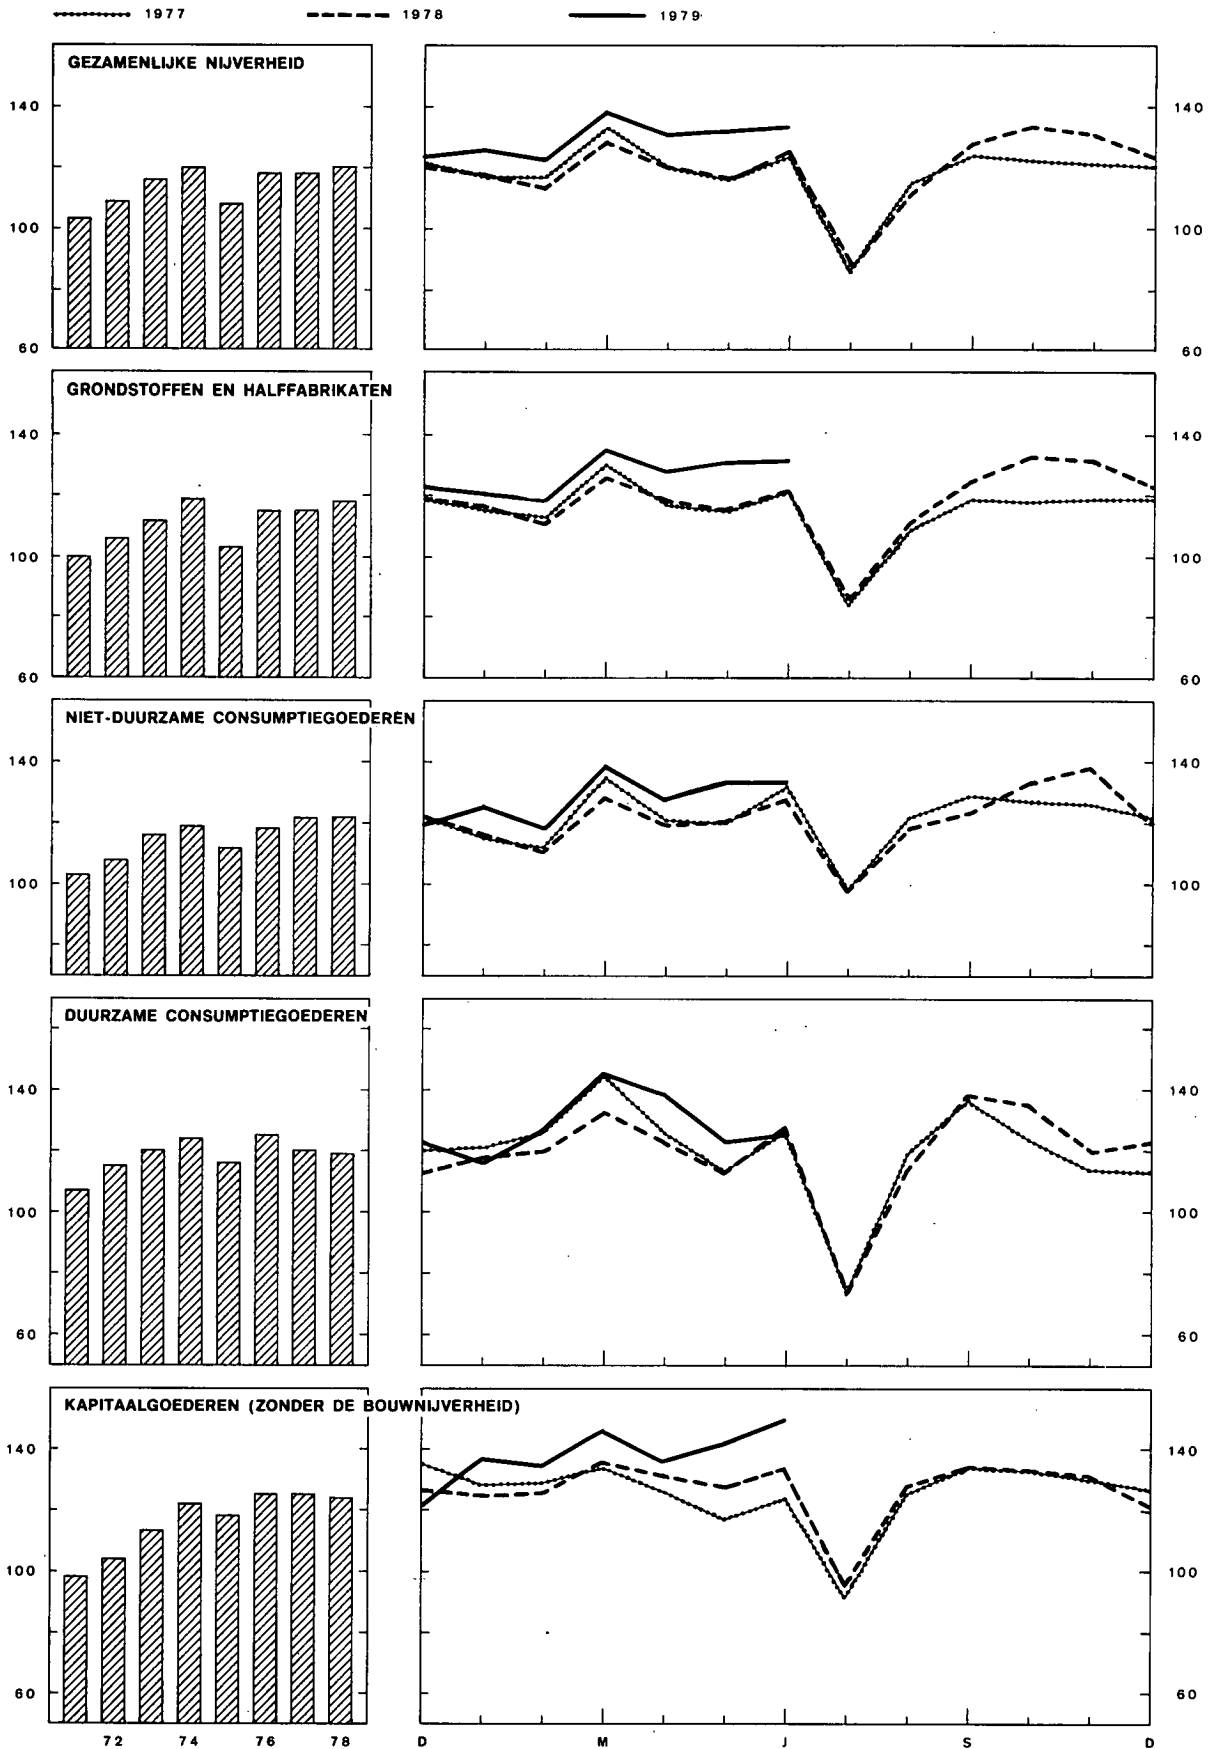 1977 1978 1979
GEZAMENLIJKE NIJVERHEID
140 140
100 100
60 60
GRONDSTOFFEN EN HALFFABRIKATEN
140 140
100 100
60 60
NIET-DUURZAME CONSUMPTIEGOEDEREN
140 140
100 100
DUURZAME CONSUMPTIEGOEDEREN
140 140
100 100
60 60
KAPITAALGOEDEREN (ZONDER DE BOUWNIJVERHEID)
140 140
100 100
60 60
72 74 76 78 D M J S D